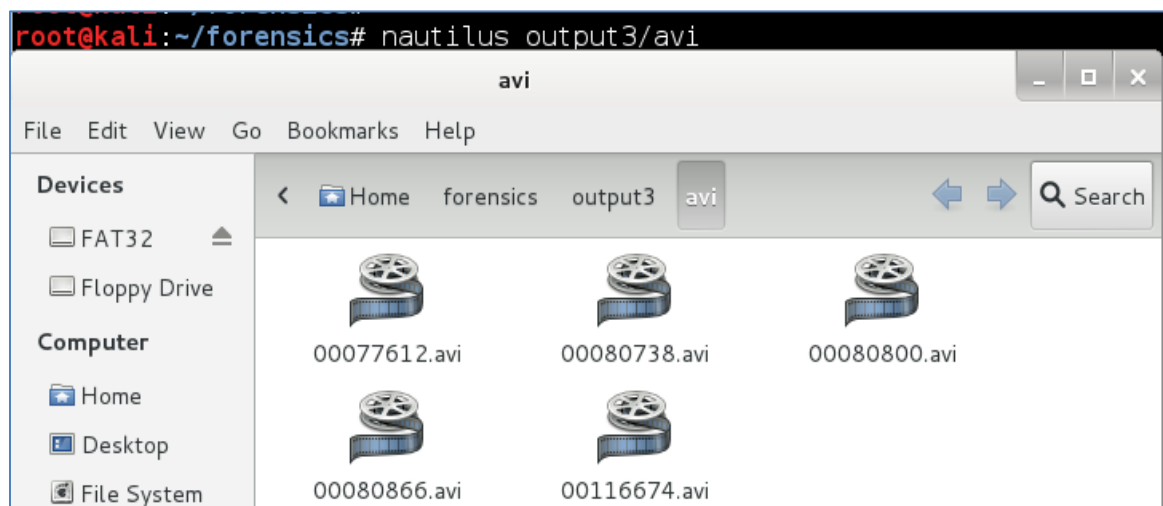 root@kali:~/forensics# nautilus output3/avi
avi
File Edit View Go Bookmarks Help
Devices
FAT32
Floppy Drive
Computer
Home
Desktop
File System
Home forensics output3 avi
Search
00077612.avi 00080738.avi 00080800.avi
00080866.avi 00116674.avi